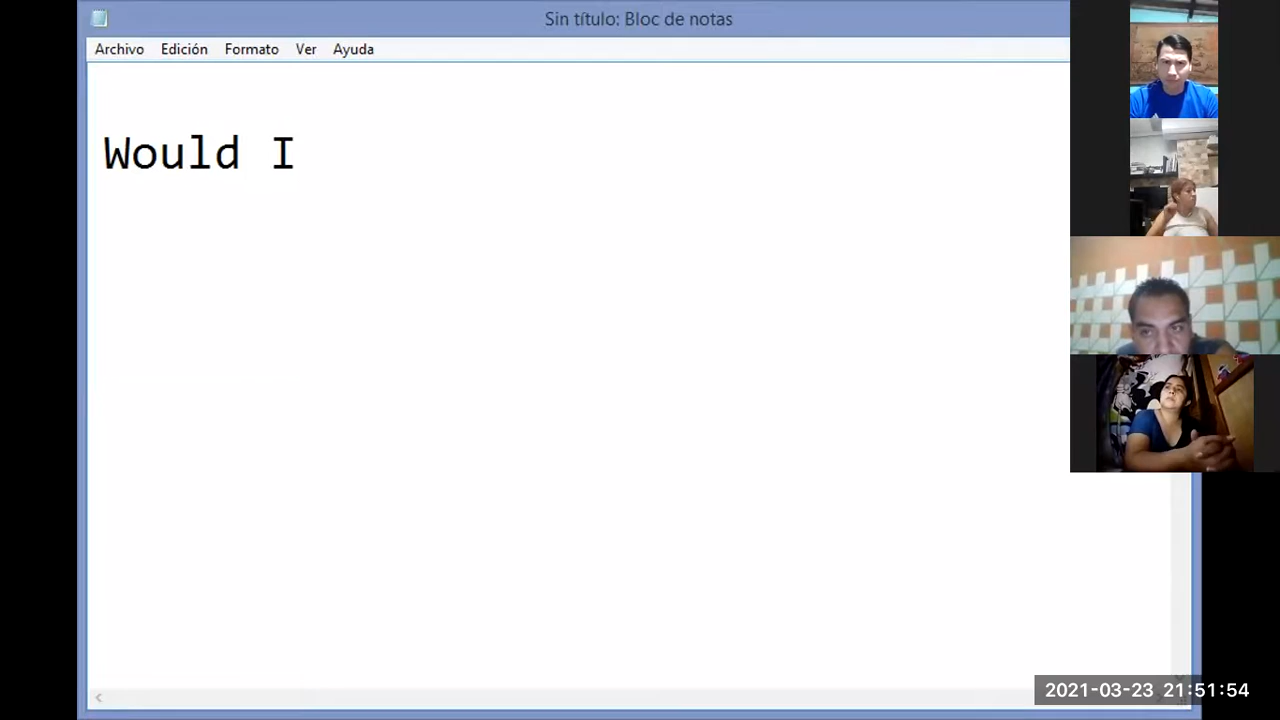 Sin título: Bloc de notas
Archivo Edición Formato Ver Ayuda
Would I
2021-03-23 21:51:54